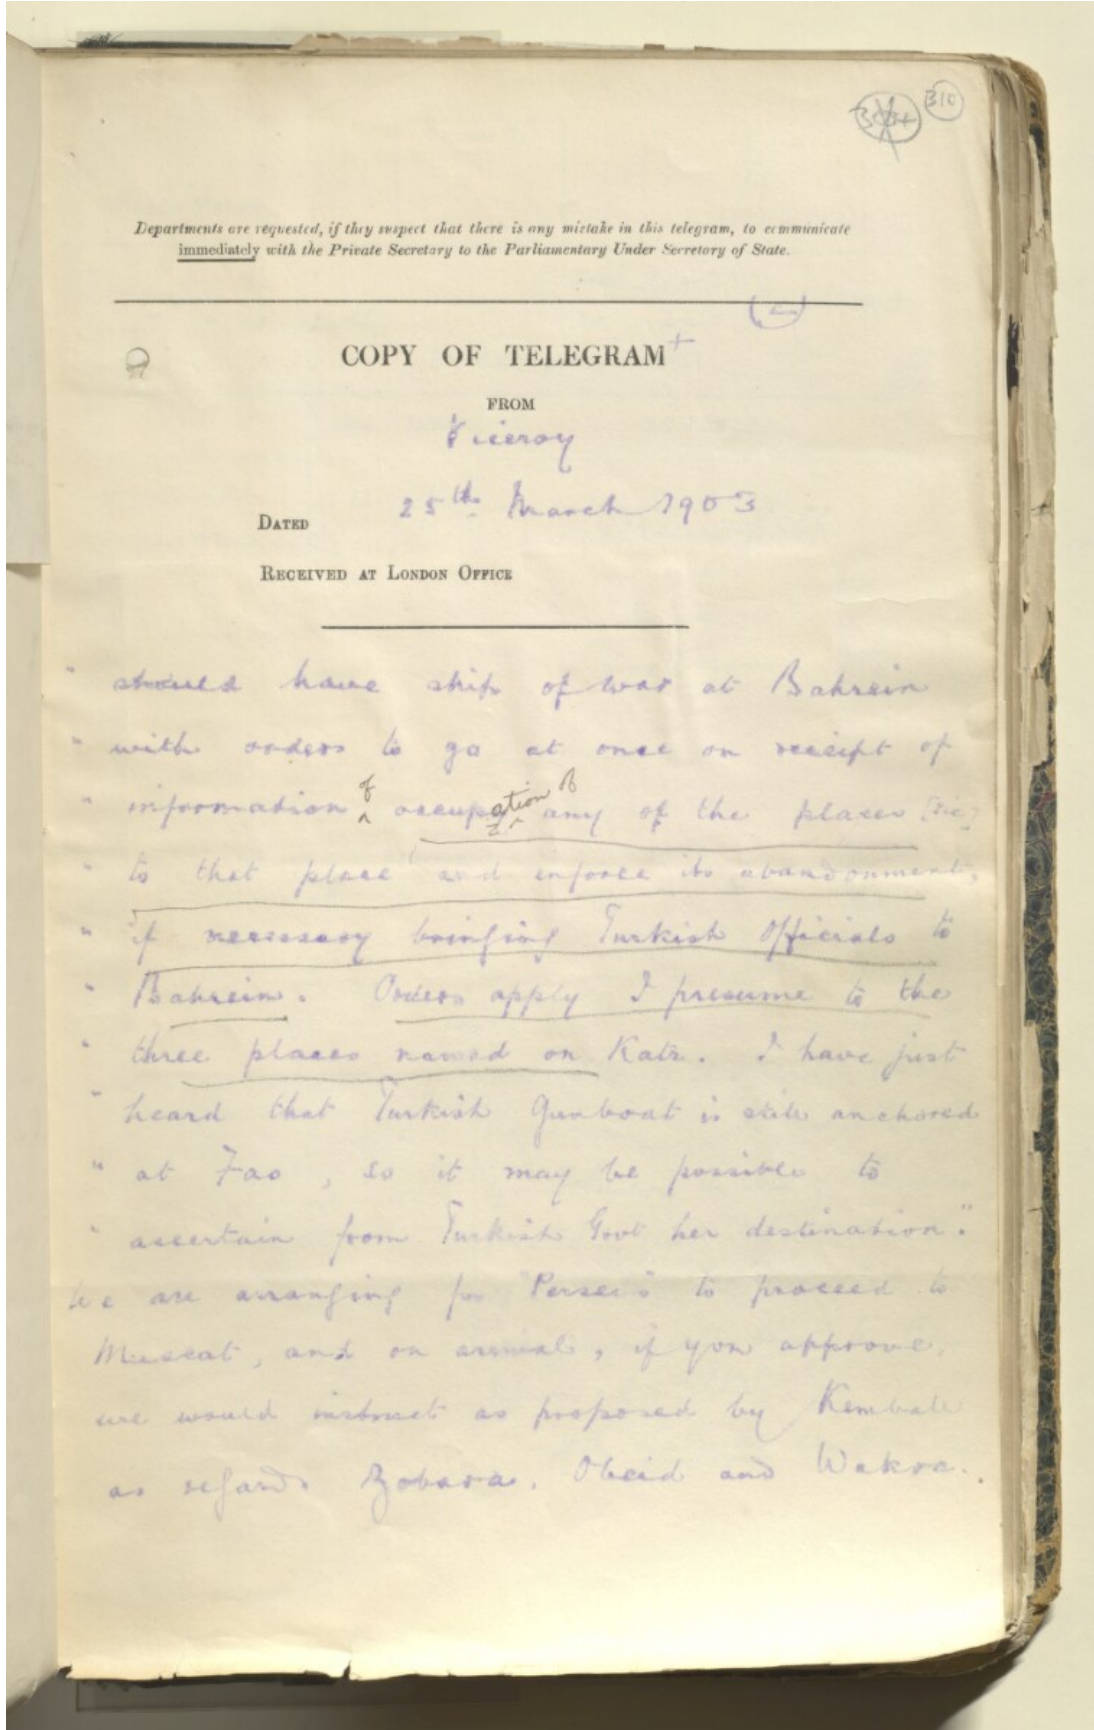 310
Departments are requested, if they suspect that there is any mistake in this telegram, to communicate
immediately with the Private Secretary to the Parliamentary Under Secretary of State.
(2)
COPY OF TELEGRAM +
FROM
Viceroy
25th March 1903
DATED
RECEIVED AT LONDON OFFICE
" should have ship of war at Bahrein
" with orders to go at once on receipt of
" information of occupation of any of the places [sic]
" to that place and enforce its abandonment,
" if necessary bringing Turkish Officials to
" Bahrein. Orders apply I presume to the
" three places named on Katr. I have just
" heard that Turkish Gunboat is still anchored
" at Fao, so it may be possible to
" ascertain from Turkish Govt her destination."
We are arranging for "Perseus" to proceed to
Muscat, and on arrival, if you approve,
we would instruct as proposed by Kemball
as regards Zobara, Obeid and Wakra.